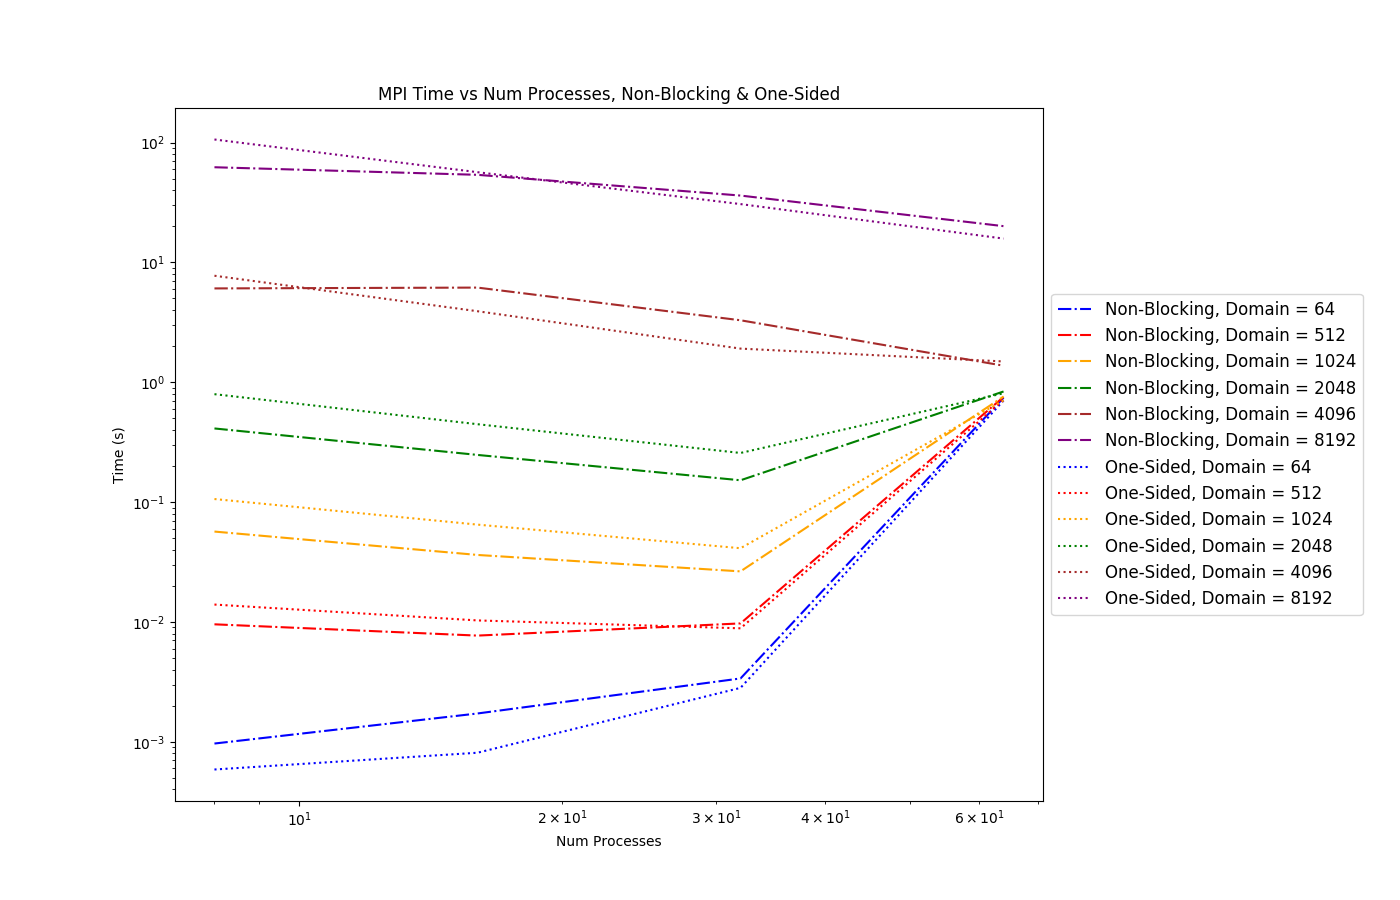 MPI Time vs Num Processes, Non-Blocking & One-Sided
10²
10¹
10⁰
10⁻¹
10⁻²
10⁻³
Time (s)
10¹
2 × 10¹
3 × 10¹
4 × 10¹
6 × 10¹
Num Processes
Non-Blocking, Domain = 64
Non-Blocking, Domain = 512
Non-Blocking, Domain = 1024
Non-Blocking, Domain = 2048
Non-Blocking, Domain = 4096
Non-Blocking, Domain = 8192
One-Sided, Domain = 64
One-Sided, Domain = 512
One-Sided, Domain = 1024
One-Sided, Domain = 2048
One-Sided, Domain = 4096
One-Sided, Domain = 8192